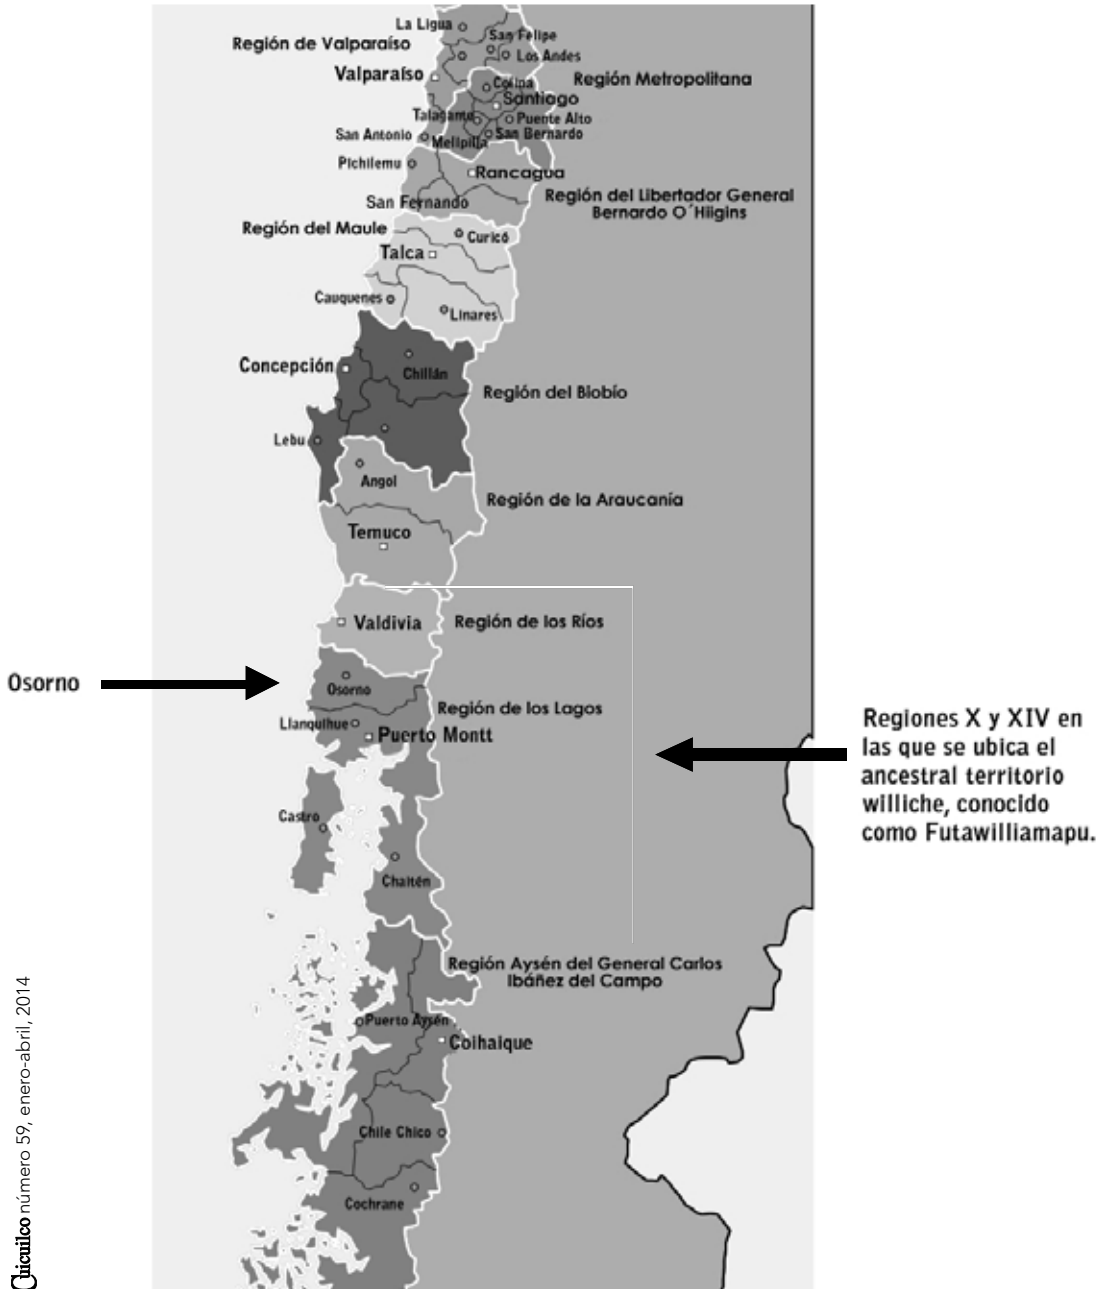 La Ligua
San Felipe
Región de Valparaíso
Los Andes
Valparaíso
Región Metropolitana
Colina
Santiago
Talagante
Puente Alto
San Antonio
Melipilla
San Bernardo
Pichilemu
Rancagua
Región del Libertador General
Bernardo O´Hiigins
San Fernando
Región del Maule
Curicó
Talca
Cauquenes
Linares
Concepción
Chillán
Región del Biobío
Lebu
Angol
Región de la Araucanía
Temuco
Valdivia
Región de los Ríos
Osorno
Osorno
Región de los Lagos
Llanquihue
Puerto Montt
Regiones X y XIV en
las que se ubica el
ancestral territorio
williche, conocido
como Futawilliamapu.
Castro
Chaitén
Región Aysén del General Carlos
Ibáñez del Campo
Puerto Aysén
Coihaique
Chile Chico
Cochrane
Cuicuilco número 59, enero-abril, 2014